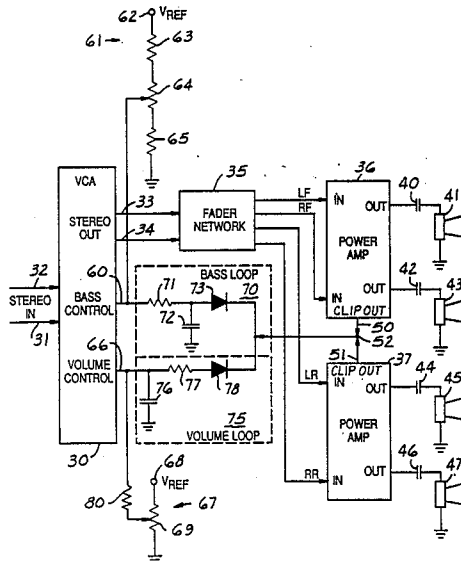 62 VREF
63
61
64
65
VCA
STEREO OUT
33
34
35
FADER NETWORK
LF
RF
36
IN
OUT
POWER AMP
IN
OUT
CLIP OUT
40
41
42
43
32
STEREO IN
31
60
BASS CONTROL
66
VOLUME CONTROL
30
BASS LOOP
71
73
70
72
50
52
51
76
77
78
75
VOLUME LOOP
LR
RR
37
CLIP OUT
IN
OUT
POWER AMP
IN
OUT
44
45
46
47
68
VREF
80
67
69